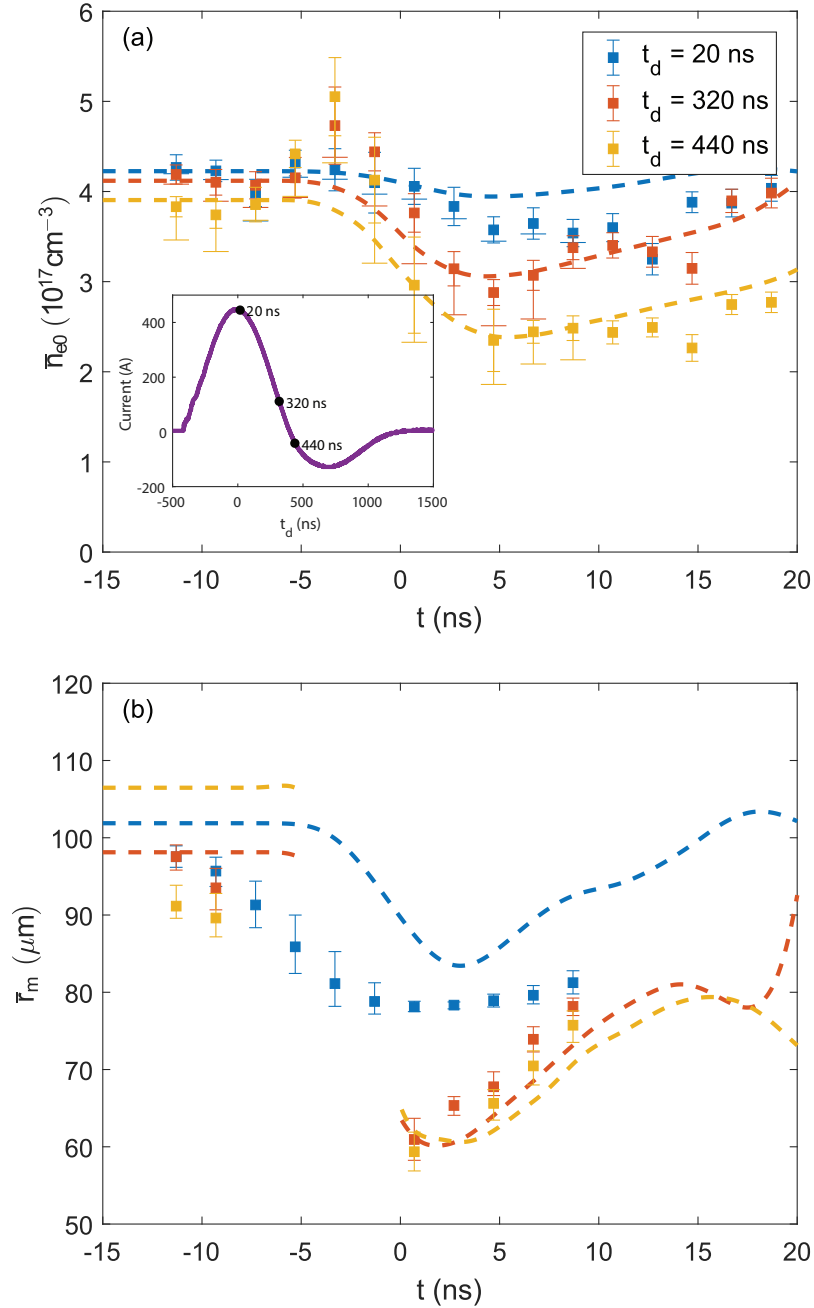 (a)
t_d = 20 ns
t_d = 320 ns
t_d = 440 ns
6
5
4
3
2
1
0
n̅_e0 (10^17 cm^−3)
-15 -10 -5 0 5 10 15 20
t (ns)
400
200
0
-200
Current (A)
20 ns
320 ns
440 ns
-500 0 500 1000 1500
t_d (ns)
(b)
120
110
100
90
80
70
60
50
r̅_m (μm)
-15 -10 -5 0 5 10 15 20
t (ns)